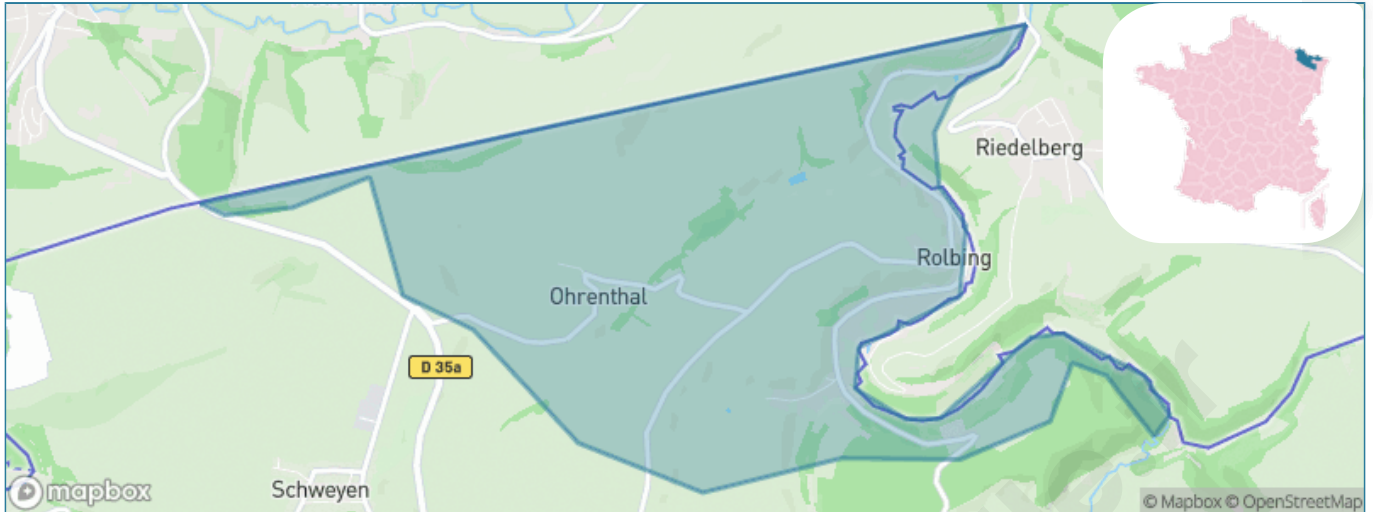 Riedelberg
Rolbing
Ohrenthal
D 35a
Schweyen
mapbox
© Mapbox © OpenStreetMap